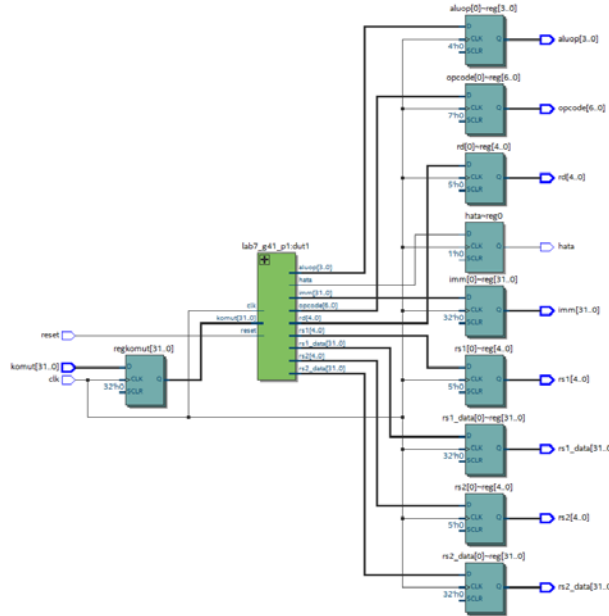 aluop[0]~reg[3..0]
D
CLK
Q
4'h0
SCLR
aluop[3..0]
opcode[0]~reg[6..0]
D
CLK
Q
7'h0
SCLR
opcode[6..0]
rd[0]~reg[4..0]
D
CLK
Q
5'h0
SCLR
rd[4..0]
hata~reg0
D
CLK
Q
1'h0
SCLR
hata
lab7_g41_p1:dut1
aluop[3..0]
hata
imm[31..0]
clk
opcode[6..0]
komut[31..0]
rd[4..0]
reset
rs1[4..0]
rs1_data[31..0]
rs2[4..0]
rs2_data[31..0]
imm[0]~reg[31..0]
D
CLK
Q
32'h0
SCLR
imm[31..0]
reset
komut[31..0]
clk
regkomut[31..0]
D
CLK
Q
32'h0
SCLR
rs1[0]~reg[4..0]
D
CLK
Q
5'h0
SCLR
rs1[4..0]
rs1_data[0]~reg[31..0]
D
CLK
Q
32'h0
SCLR
rs1_data[31..0
rs2[0]~reg[4..0]
D
CLK
Q
5'h0
SCLR
rs2[4..0]
rs2_data[0]~reg[31..0]
D
CLK
Q
32'h0
SCLR
rs2_data[31..0